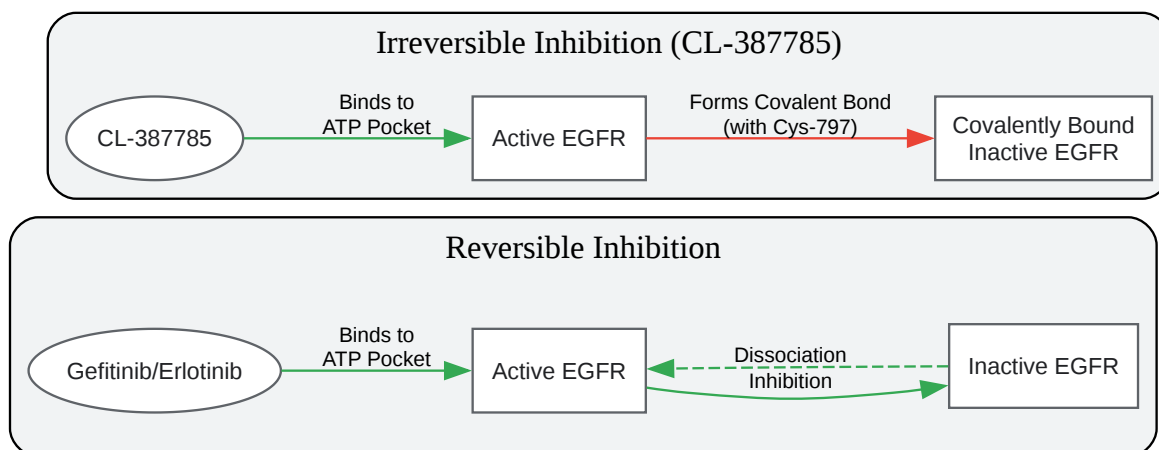 Irreversible Inhibition (CL-387785)
CL-387785
Binds to
ATP Pocket
Active EGFR
Forms Covalent Bond
(with Cys-797)
Covalently Bound
Inactive EGFR
Reversible Inhibition
Gefitinib/Erlotinib
Binds to
ATP Pocket
Active EGFR
Dissociation
Inhibition
Inactive EGFR